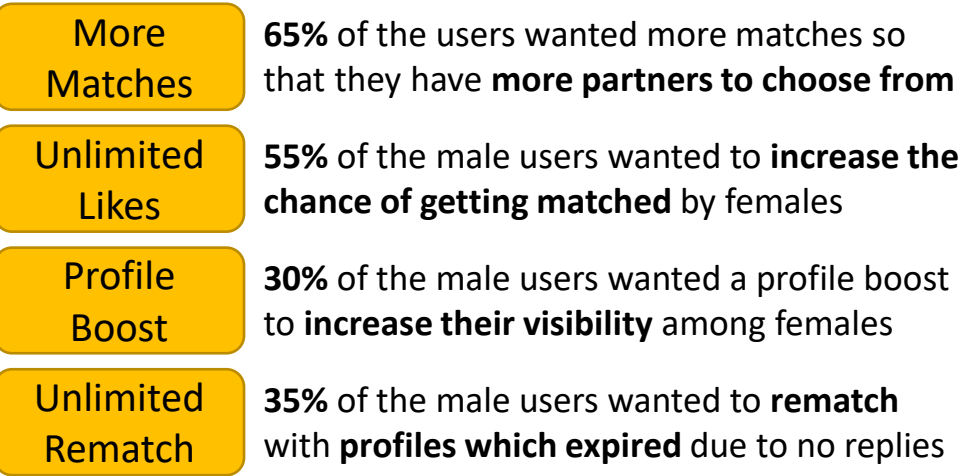 More
Matches
65% of the users wanted more matches so
that they have more partners to choose from
Unlimited
Likes
55% of the male users wanted to increase the
chance of getting matched by females
Profile
Boost
30% of the male users wanted a profile boost
to increase their visibility among females
Unlimited
Rematch
35% of the male users wanted to rematch
with profiles which expired due to no replies